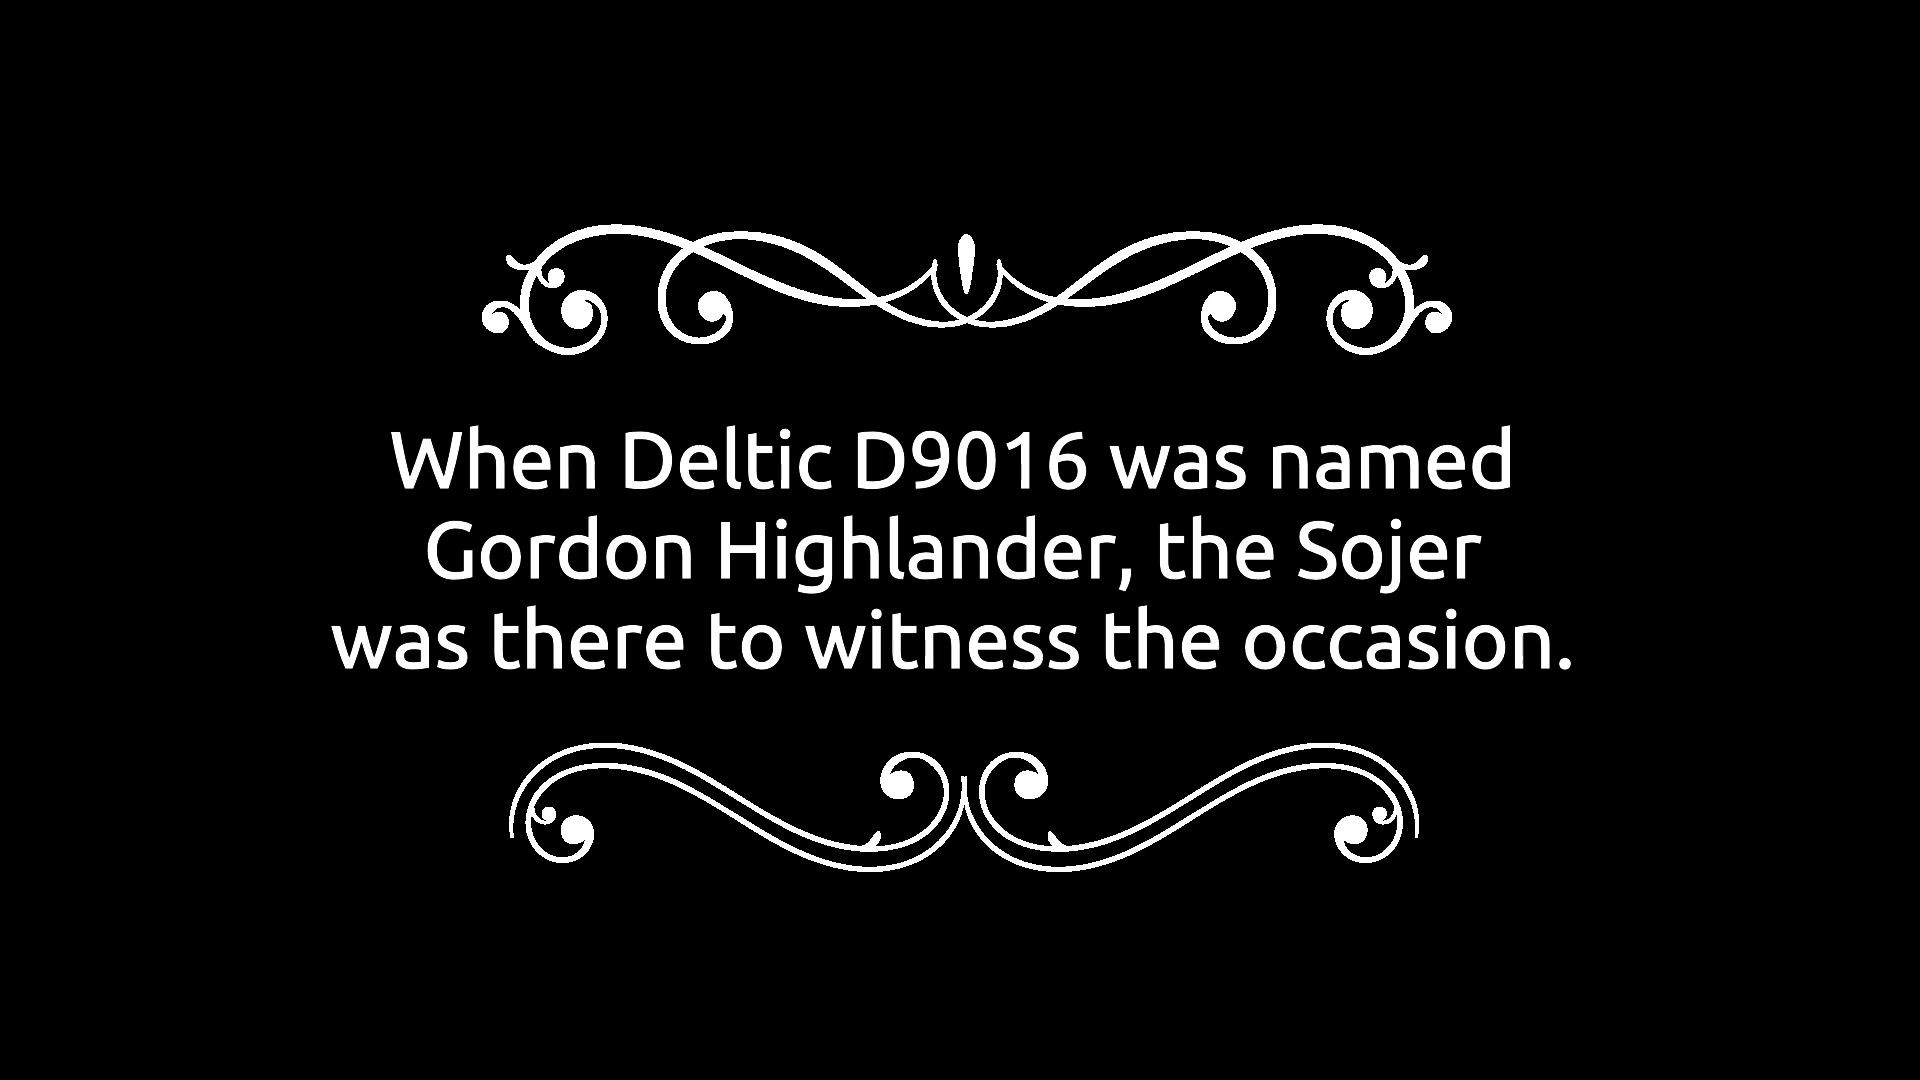 When Deltic D9016 was named
Gordon Highlander, the Sojer
was there to witness the occasion.